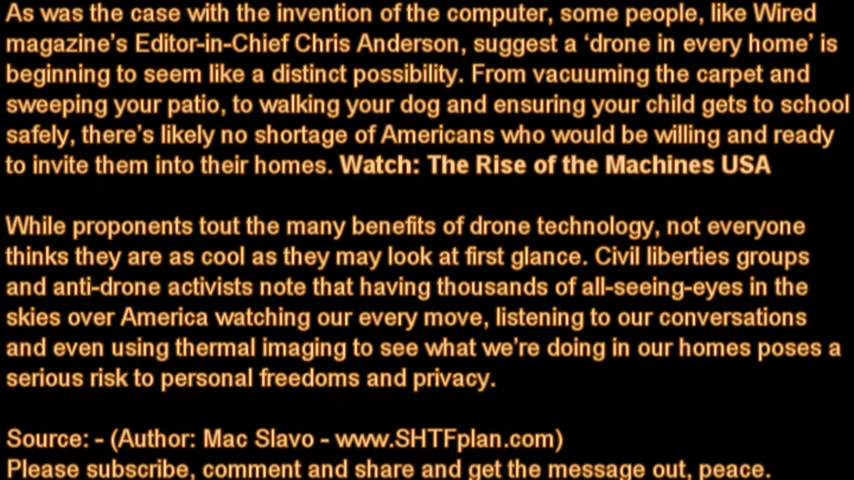 As was the case with the invention of the computer, some people, like Wired
magazine's Editor-in-Chief Chris Anderson, suggest a ‘drone in every home’ is
beginning to seem like a distinct possibility. From vacuuming the carpet and
sweeping your patio, to walking your dog and ensuring your child gets to school
safely, there's likely no shortage of Americans who would be willing and ready
to invite them into their homes. Watch: The Rise of the Machines USA

While proponents tout the many benefits of drone technology, not everyone
thinks they are as cool as they may look at first glance. Civil liberties groups
and anti-drone activists note that having thousands of all-seeing-eyes in the
skies over America watching our every move, listening to our conversations
and even using thermal imaging to see what we're doing in our homes poses a
serious risk to personal freedoms and privacy.

Source: - (Author: Mac Slavo - www.SHTFplan.com)
Please subscribe, comment and share and get the message out, peace.